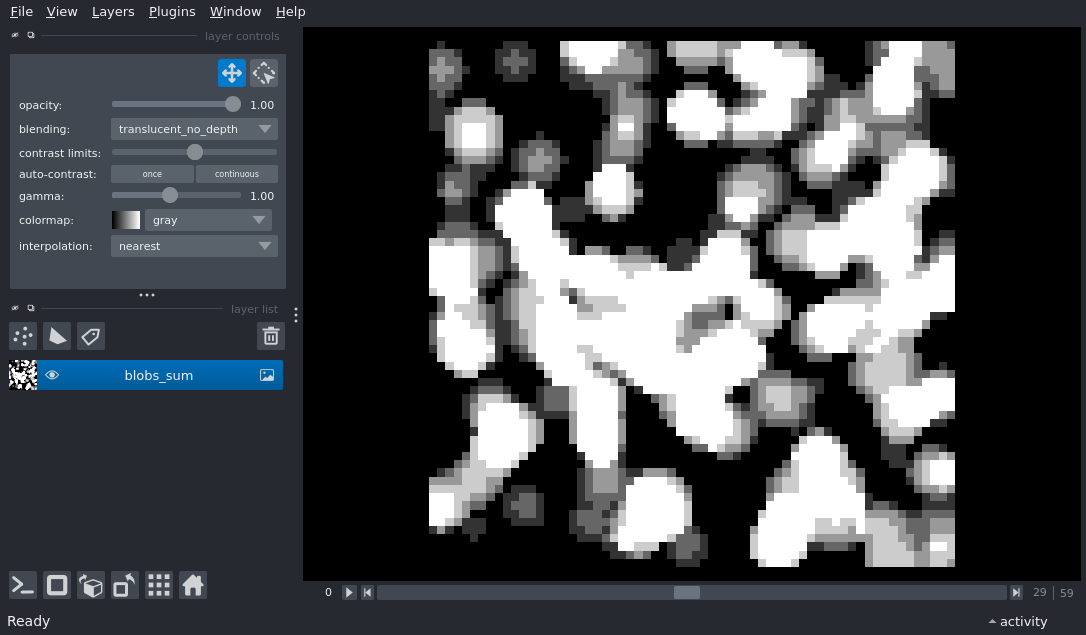 File View Layers Plugins Window Help
layer controls
opacity: 1.00
blending: translucent_no_depth
contrast limits:
auto-contrast: once continuous
gamma: 1.00
colormap: gray
interpolation: nearest
layer list
blobs_sum
0 29 59
Ready activity